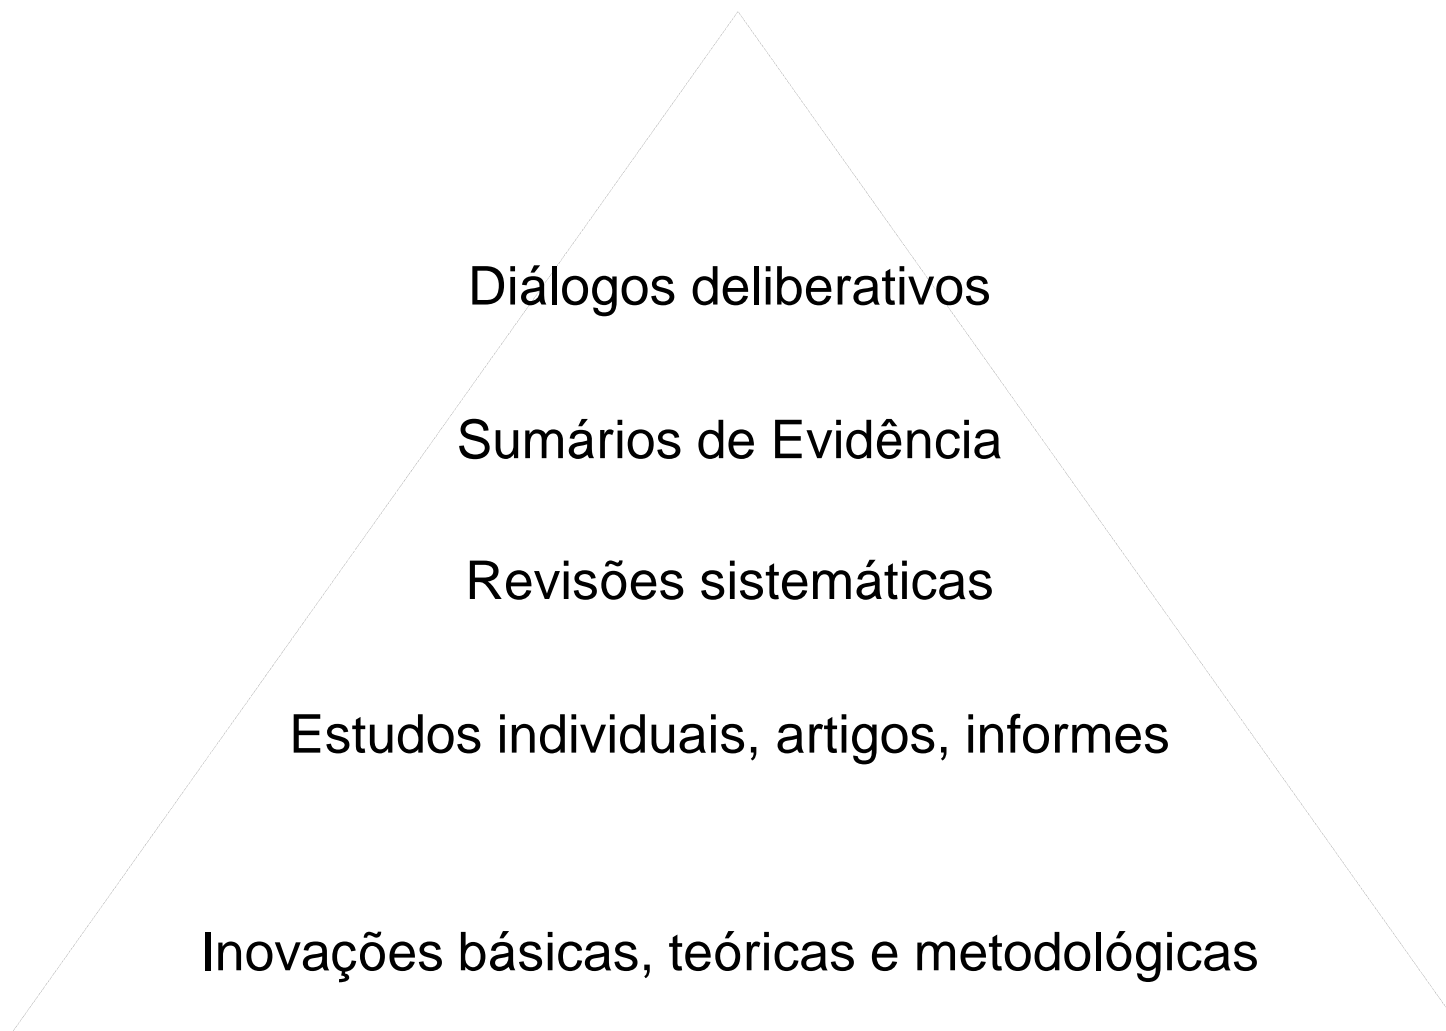 Diálogos deliberativos
Sumários de Evidência
Revisões sistemáticas
Estudos individuais, artigos, informes
Inovações básicas, teóricas e metodológicas